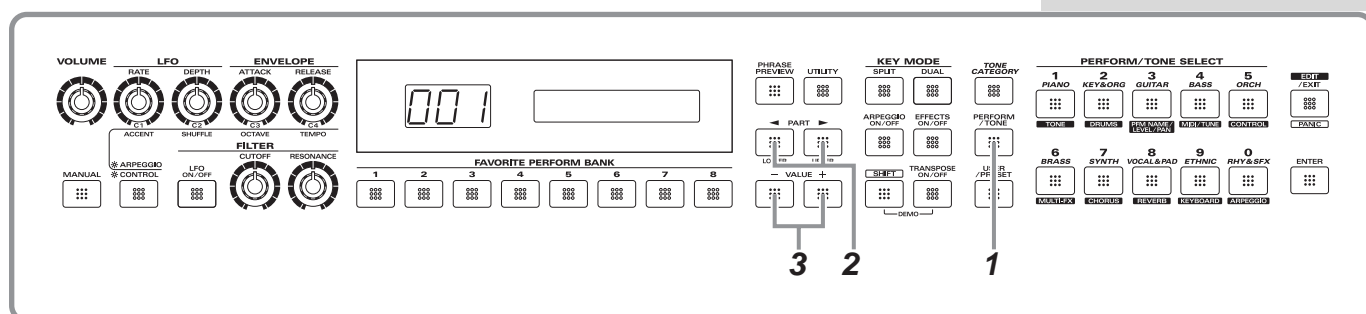 VOLUME
LFO
RATE
DEPTH
ENVELOPE
ATTACK
RELEASE
C1
C2
C3
C4
ACCENT
SHUFFLE
OCTAVE
TEMPO
FILTER
CUTOFF
RESONANCE
MANUAL
ARPEGGIO
CONTROL
LFO
ON/OFF
001
FAVORITE PERFORM BANK
1 2 3 4 5 6 7 8
PHRASE
PREVIEW
UTILITY
◄ PART ►
– VALUE +
KEY MODE
SPLIT
DUAL
ARPEGGIO
ON/OFF
EFFECTS
ON/OFF
SHIFT
TRANSPOSE
ON/OFF
DEMO
TONE
CATEGORY
PERFORM
/TONE
PERFORM/TONE SELECT
1 2 3 4 5
PIANO KEY&ORG GUITAR BASS ORCH
TONE
DRUMS
PFM NAME/
LEVEL/PAN
MIDI/TUNE
CONTROL
6 7 8 9 0
BRASS SYNTH VOCAL&PAD ETHNIC RHY&SFX
MULTI-FX CHORUS REVERB KEYBOARD ARPEGGIO
EDIT
/EXIT
PANIC
ENTER
3 2 1